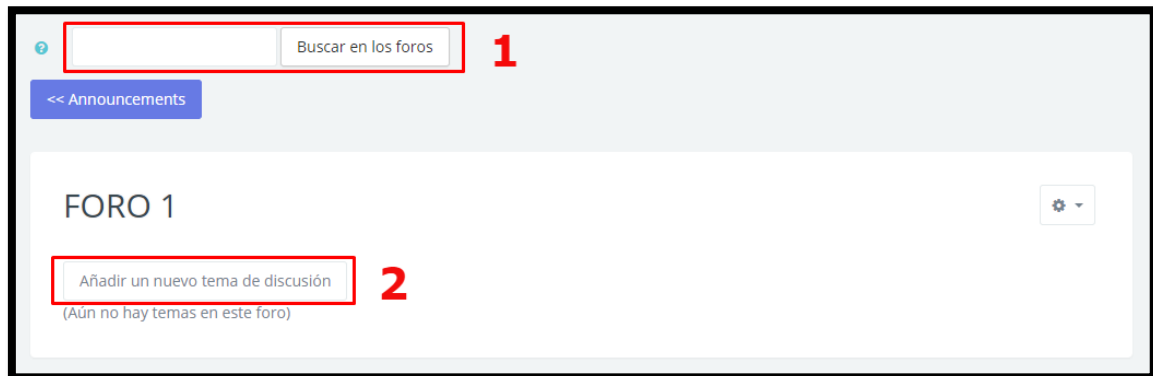 Buscar en los foros
1
<< Announcements
FORO 1
Añadir un nuevo tema de discusión
2
(Aún no hay temas en este foro)